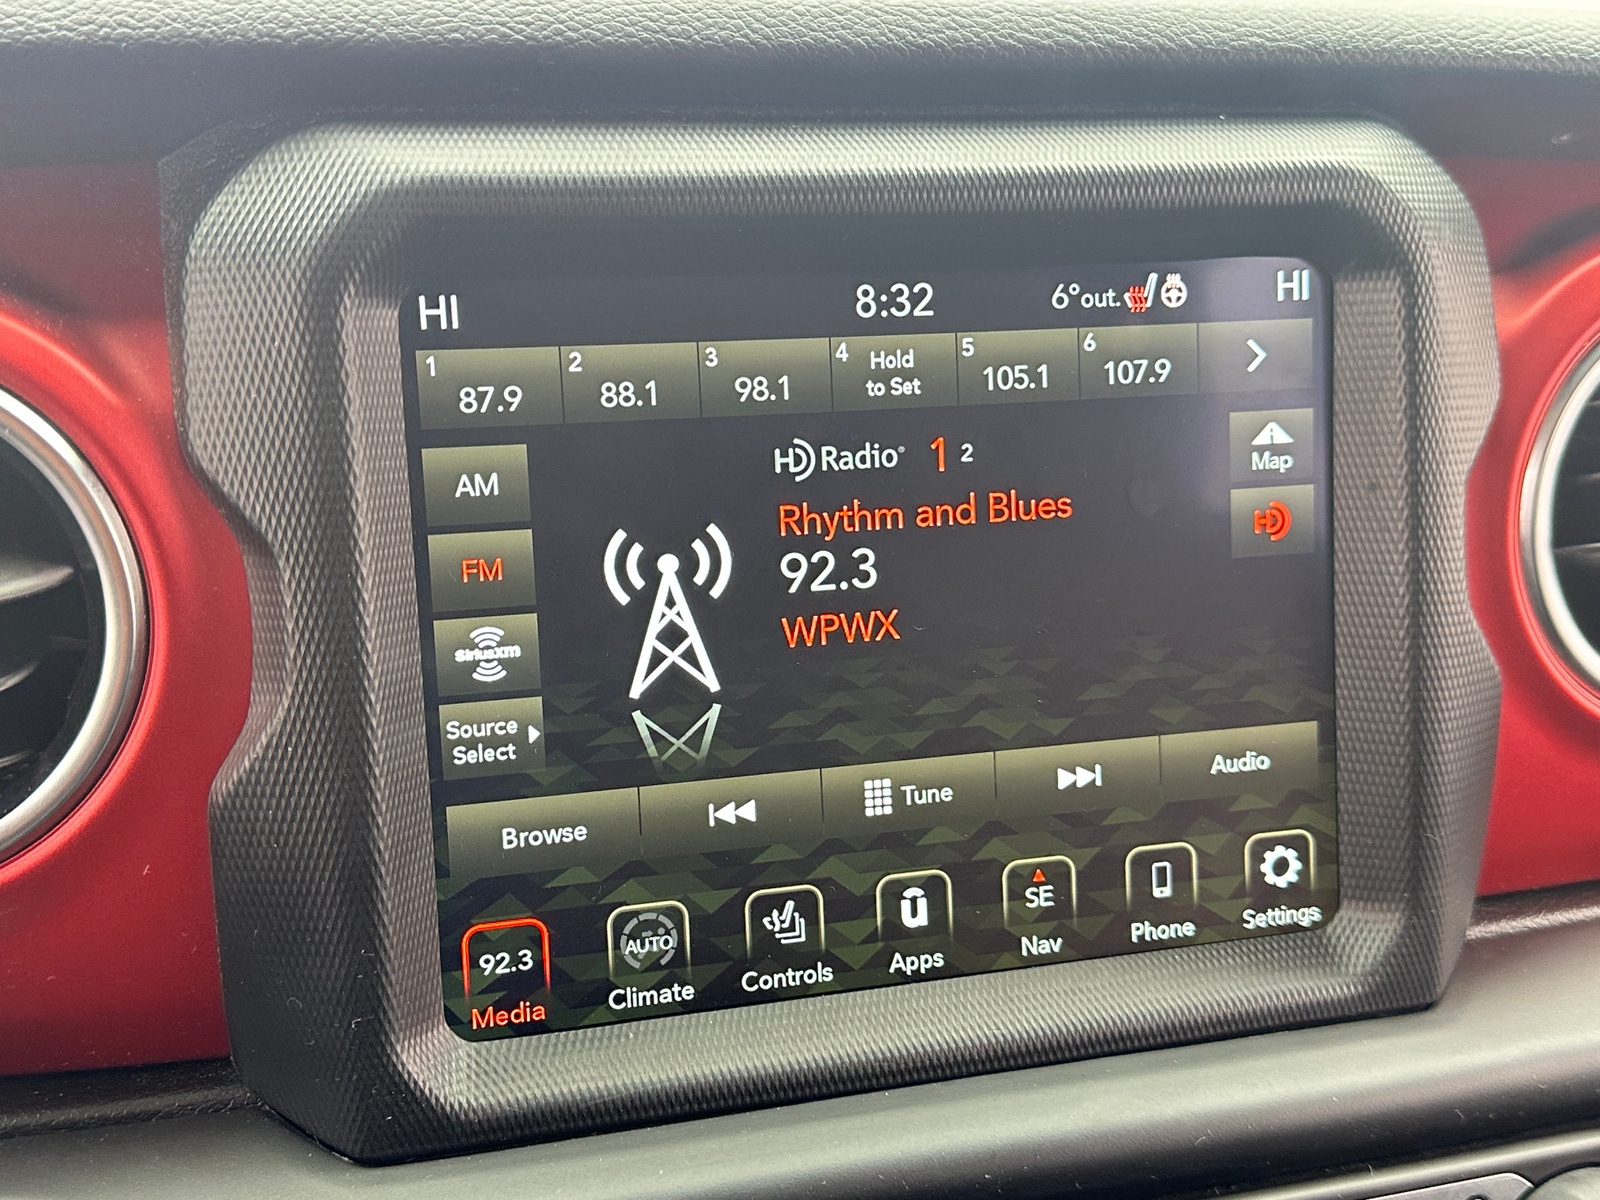 HI 8:32 6°out. HI
1 87.9 2 88.1 3 98.1 4 Hold to Set 5 105.1 6 107.9
HD Radio® 1 2
Map
AM
Rhythm and Blues
HD
FM
92.3
WPWX
SiriusXM
Source
Select
Browse Tune Audio
92.3 AUTO u SE
Media Climate Controls Apps Nav Phone Settings